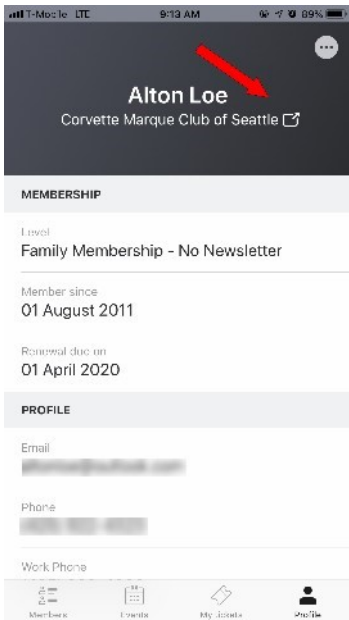 T-Mobile LTE 9:13 AM 89%
Alton Loe
Corvette Marque Club of Seattle
MEMBERSHIP
Level
Family Membership - No Newsletter
Member since
01 August 2011
Renewal due on
01 April 2020
PROFILE
Email
Phone
Work Phone
Members Events My tickets Profile